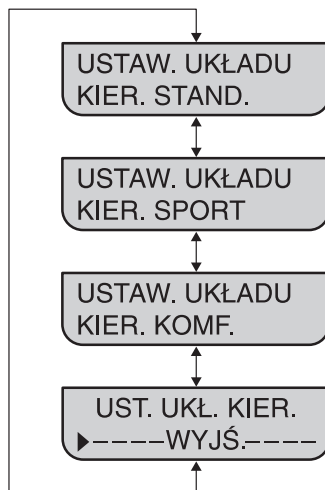 USTAW. UKŁADU
KIER. STAND.
USTAW. UKŁADU
KIER. SPORT
USTAW. UKŁADU
KIER. KOMF.
UST. UKŁ. KIER.
▶----WYJŚ.----